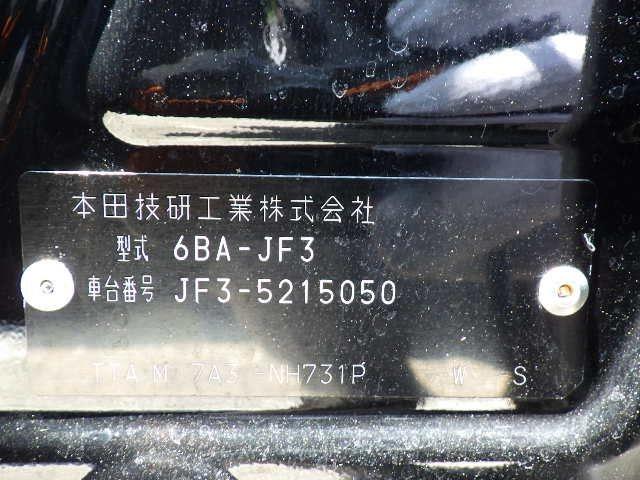 本田技研工業株式会社
型式 6BA-JF3
車台番号 JF3-5215050
TTA M 7A3 -NH731P W S